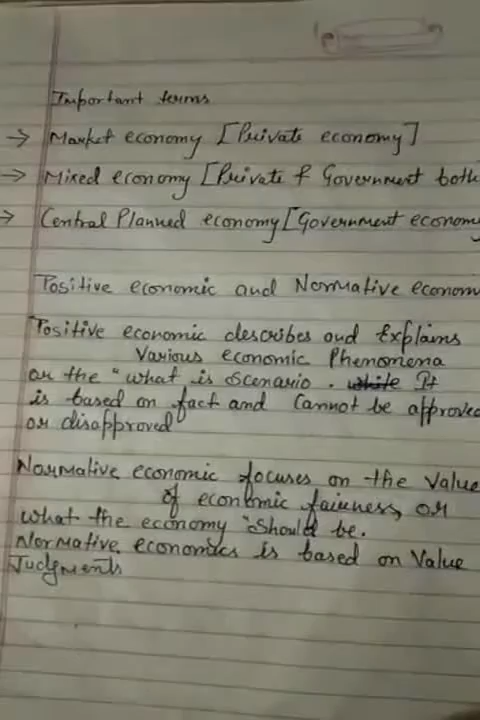 Important terms
→ Market economy [Private economy]
→ Mixed economy [Private & Government both
→ Central Planned economy [Government econom
Positive economic and Normative econom
Positive economic describes and Explains
Various economic Phenomena
or the "what is scenario. while It
is based on fact and Cannot be approved
or disapproved
Normative economic focuses on the Value
of economic fairness, or
what the economy "Should be.
Normative economics is based on Value
Judgments